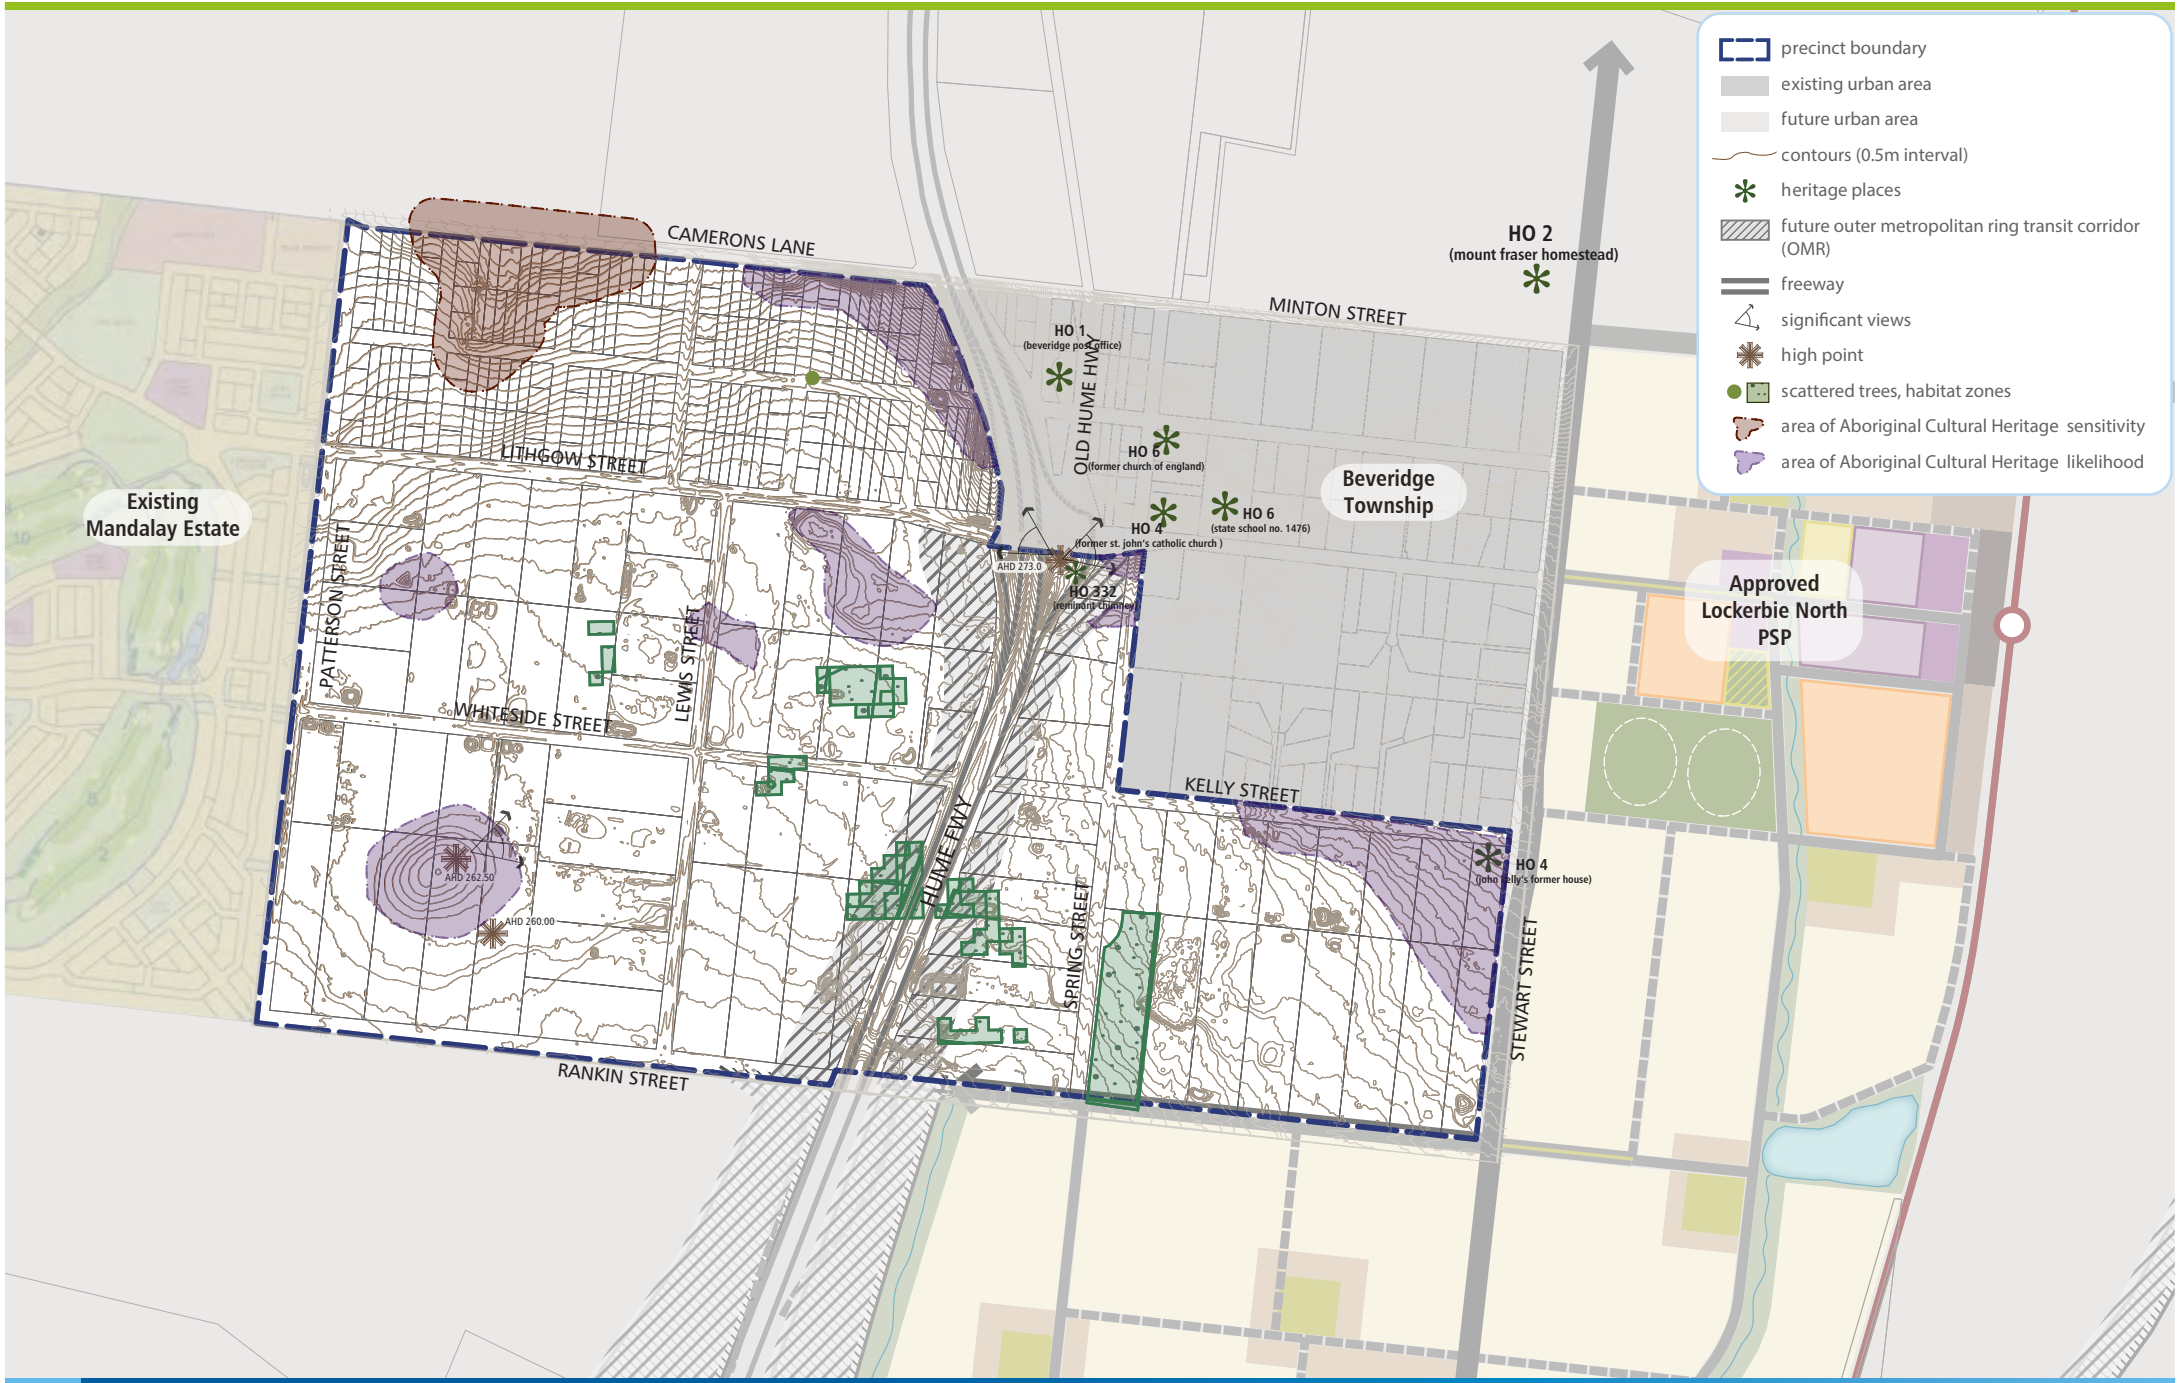 precinct boundary
existing urban area
future urban area
contours (0.5m interval)
heritage places
future outer metropolitan ring transit corridor
(OMR)
freeway
significant views
high point
scattered trees, habitat zones
area of Aboriginal Cultural Heritage sensitivity
area of Aboriginal Cultural Heritage likelihood
CAMERONS LANE
HO 2
(mount fraser homestead)
MINTON STREET
HO 1
(beveridge post office)
OLD HUME HWY
HO 6
(former church of england)
Beveridge
Township
HO 6
(state school no. 1476)
HO 4
(former st. john's catholic church )
AHD 273.0
HO 332
(remnant chimney)
LITHGOW STREET
Existing
Mandalay Estate
PATTERSON STREET
LEWIS STREET
WHITESIDE STREET
Approved
Lockerbie North
PSP
KELLY STREET
HUME FWY
HO 4
(john kelly's former house)
AHD 262.50
AHD 260.00
SPRING STREET
STEWART STREET
RANKIN STREET
10
2